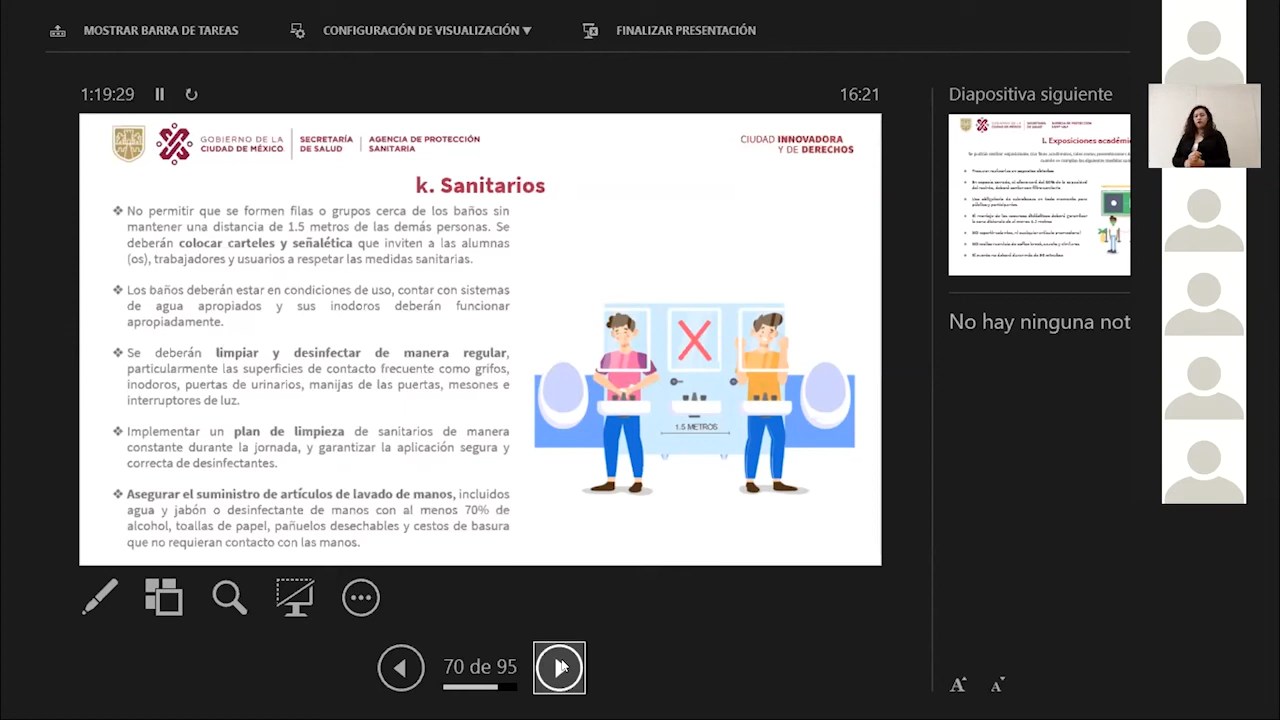 MOSTRAR BARRA DE TAREAS
CONFIGURACIÓN DE VISUALIZACIÓN ▼
FINALIZAR PRESENTACIÓN
1:19:29
16:21
GOBIERNO DE LA
CIUDAD DE MÉXICO
SECRETARÍA
DE SALUD
AGENCIA DE PROTECCIÓN
SANITARIA
CIUDAD INNOVADORA
Y DE DERECHOS
k. Sanitarios
❖ No permitir que se formen filas o grupos cerca de los baños sin
mantener una distancia de 1.5 metros de las demás personas. Se
deberán colocar carteles y señalética que inviten a las alumnas
(os), trabajadores y usuarios a respetar las medidas sanitarias.
❖ Los baños deberán estar en condiciones de uso, contar con sistemas
de agua apropiados y sus inodoros deberán funcionar
apropiadamente.
❖ Se deberán limpiar y desinfectar de manera regular,
particularmente las superficies de contacto frecuente como grifos,
inodoros, puertas de urinarios, manijas de las puertas, mesones e
interruptores de luz.
❖ Implementar un plan de limpieza de sanitarios de manera
constante durante la jornada, y garantizar la aplicación segura y
correcta de desinfectantes.
❖ Asegurar el suministro de artículos de lavado de manos, incluidos
agua y jabón o desinfectante de manos con al menos 70% de
alcohol, toallas de papel, pañuelos desechables y cestos de basura
que no requieran contacto con las manos.
1.5 METROS
70 de 95
Diapositiva siguiente
l. Exposiciones académi
No hay ninguna not
A A